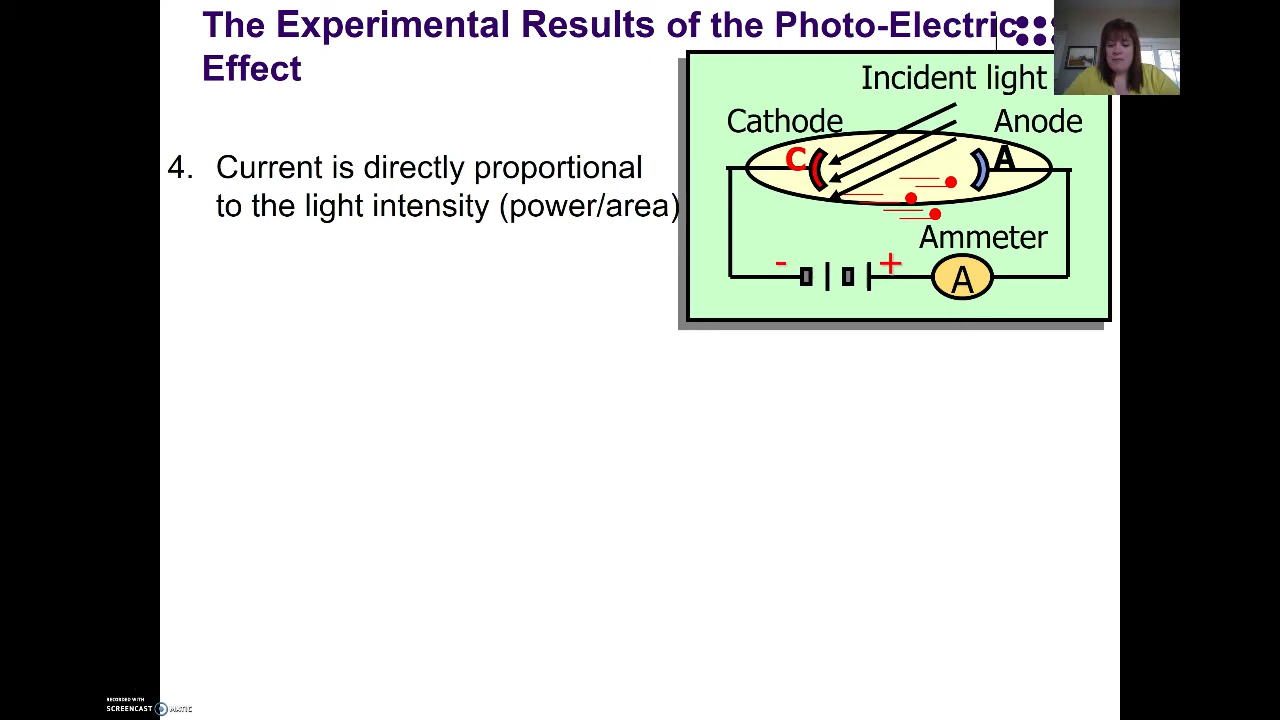 The Experimental Results of the Photo-Electric
Effect
4. Current is directly proportional
to the light intensity (power/area)
Incident light
Cathode
Anode
C
A
Ammeter
- +
A
RECORDED WITH
SCREENCAST MATIC